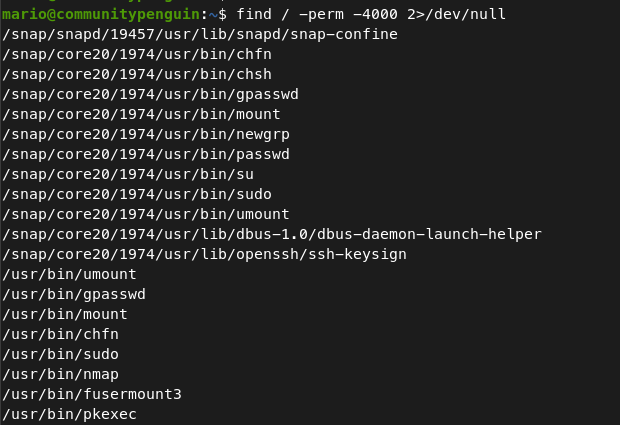 mario@communitypenguin:~$ find / -perm -4000 2>/dev/null
/snap/snapd/19457/usr/lib/snapd/snap-confine
/snap/core20/1974/usr/bin/chfn
/snap/core20/1974/usr/bin/chsh
/snap/core20/1974/usr/bin/gpasswd
/snap/core20/1974/usr/bin/mount
/snap/core20/1974/usr/bin/newgrp
/snap/core20/1974/usr/bin/passwd
/snap/core20/1974/usr/bin/su
/snap/core20/1974/usr/bin/sudo
/snap/core20/1974/usr/bin/umount
/snap/core20/1974/usr/lib/dbus-1.0/dbus-daemon-launch-helper
/snap/core20/1974/usr/lib/openssh/ssh-keysign
/usr/bin/umount
/usr/bin/gpasswd
/usr/bin/mount
/usr/bin/chfn
/usr/bin/sudo
/usr/bin/nmap
/usr/bin/fusermount3
/usr/bin/pkexec